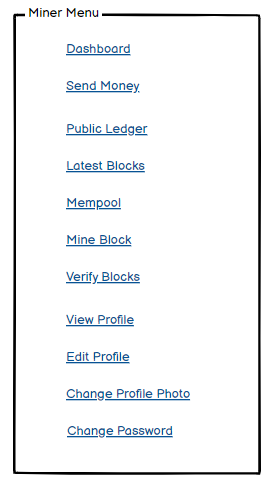 Miner Menu
Dashboard
Send Money
Public Ledger
Latest Blocks
Mempool
Mine Block
Verify Blocks
View Profile
Edit Profile
Change Profile Photo
Change Password